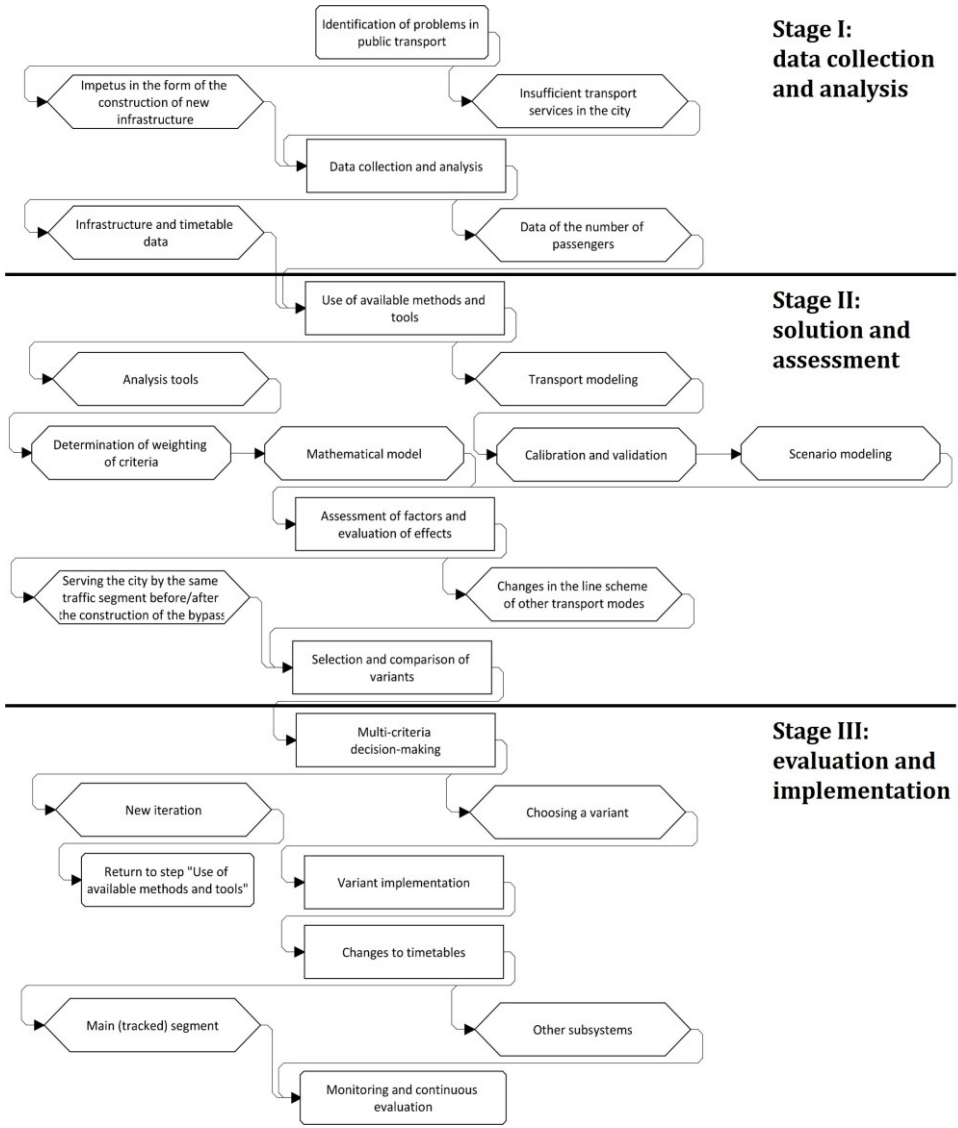 Identification of problems in
public transport
Stage I:
data collection
and analysis
Impetus in the form of the
construction of new
infrastructure
Insufficient transport
services in the city
Data collection and analysis
Infrastructure and timetable
data
Data of the number of
passengers
Stage II:
solution and
assessment
Use of available methods and
tools
Analysis tools
Transport modeling
Determination of weighting
of criteria
Mathematical model
Calibration and validation
Scenario modeling
Assessment of factors and
evaluation of effects
Serving the city by the same
traffic segment before/after
the construction of the bypass
Changes in the line scheme
of other transport modes
Selection and comparison of
variants
Stage III:
evaluation and
implementation
Multi-criteria
decision-making
New iteration
Choosing a variant
Return to step "Use of
available methods and tools"
Variant implementation
Changes to timetables
Main (tracked) segment
Other subsystems
Monitoring and continuous
evaluation